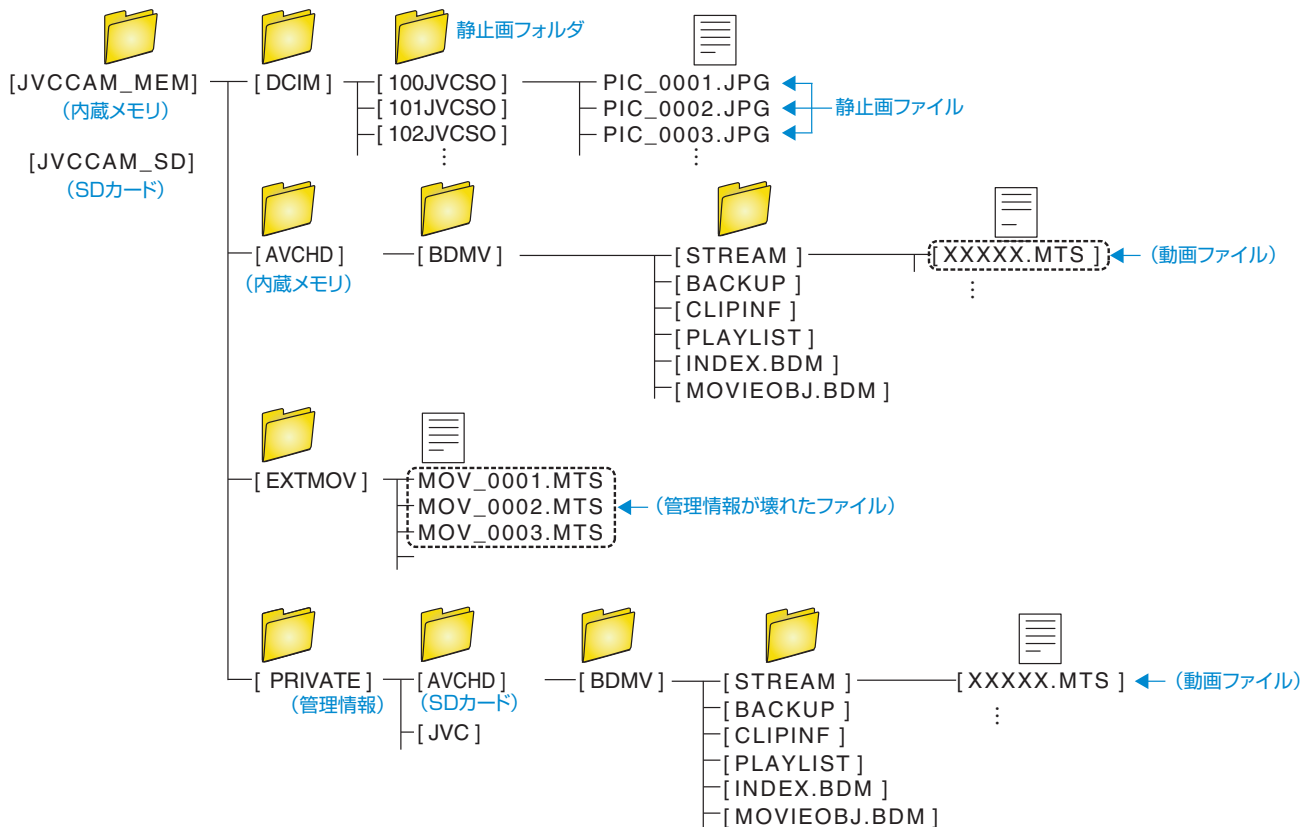 静止画フォルダ
[JVCCAM_MEM]
(内蔵メモリ)
[JVCCAM_SD]
(SDカード)
[DCIM]
[100JVCSO]
[101JVCSO]
[102JVCSO]
⋮
PIC_0001.JPG
PIC_0002.JPG
PIC_0003.JPG
⋮
静止画ファイル
[AVCHD]
(内蔵メモリ)
[BDMV]
[STREAM]
[BACKUP]
[CLIPINF]
[PLAYLIST]
[INDEX.BDM]
[MOVIEOBJ.BDM]
[XXXXX.MTS]
⋮
(動画ファイル)
[EXTMOV]
MOV_0001.MTS
MOV_0002.MTS
MOV_0003.MTS
(管理情報が壊れたファイル)
[PRIVATE]
(管理情報)
[AVCHD]
(SDカード)
[JVC]
[BDMV]
[STREAM]
[BACKUP]
[CLIPINF]
[PLAYLIST]
[INDEX.BDM]
[MOVIEOBJ.BDM]
[XXXXX.MTS]
⋮
(動画ファイル)